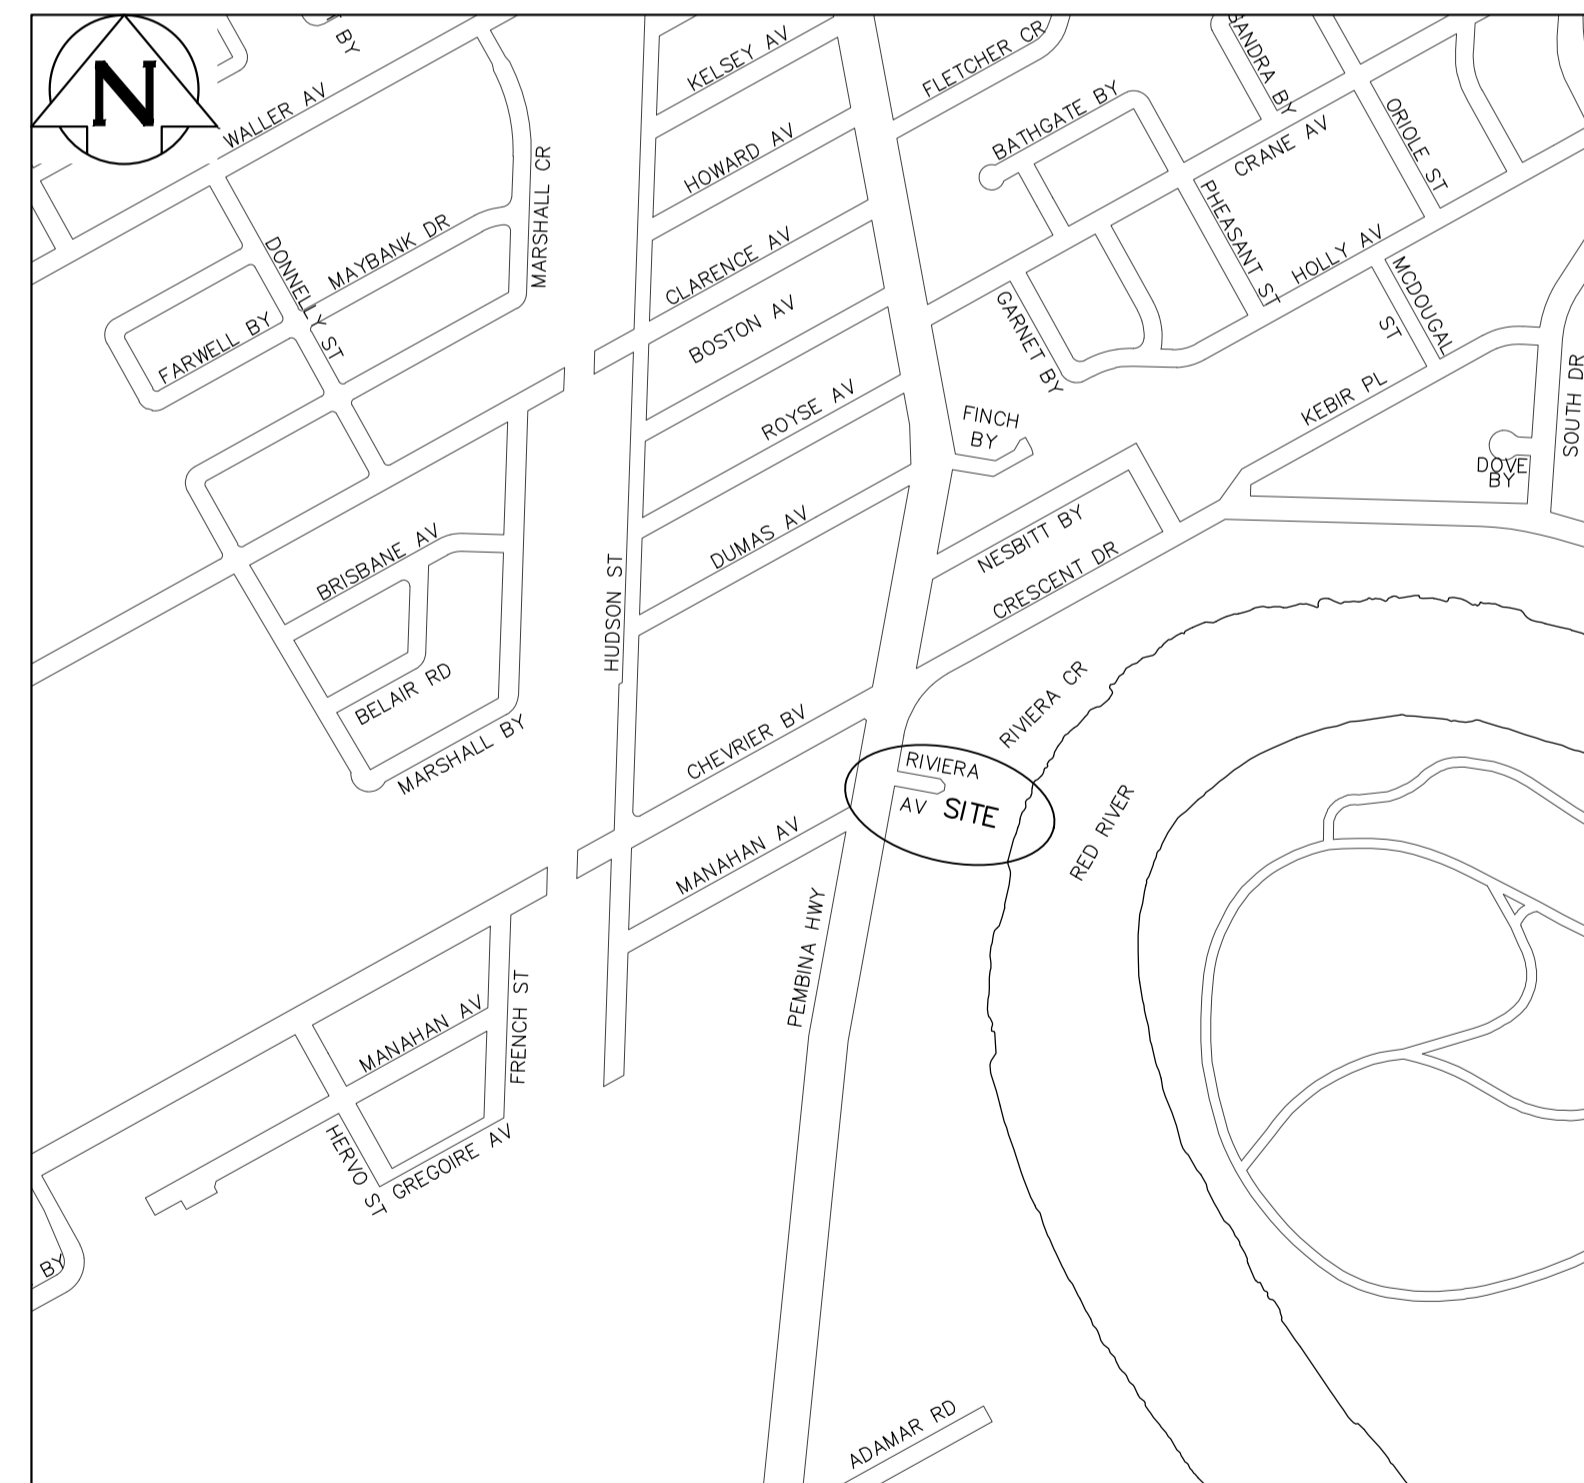 N
BY
WALLER AV
KELSEY AV
FLETCHER CR
BATHGATE BY
HOWARD AV
CRANE AV
ORIOLE ST
MARSHALL CR
MAYBANK DR
DONNELLY ST
CLARENCE AV
PHEASANT ST
HOLLY AV
MCDOUGAL
ST
FARWELL BY
BOSTON AV
GARNET BY
KEBIR PL
SOUTH DR
ROYSE AV
FINCH
BY
DOVE
BY
BRISBANE AV
DUMAS AV
NESBITT BY
CRESCENT DR
HUDSON ST
BELAIR RD
MARSHALL BY
CHEVRIER BV
RIVIERA CR
RIVIERA
AV
SITE
RED RIVER
MANAHAN AV
PEMBINA HWY
MANAHAN AV
FRENCH ST
HERVO ST
GREGOIRE AV
BY
ADAMAR RD